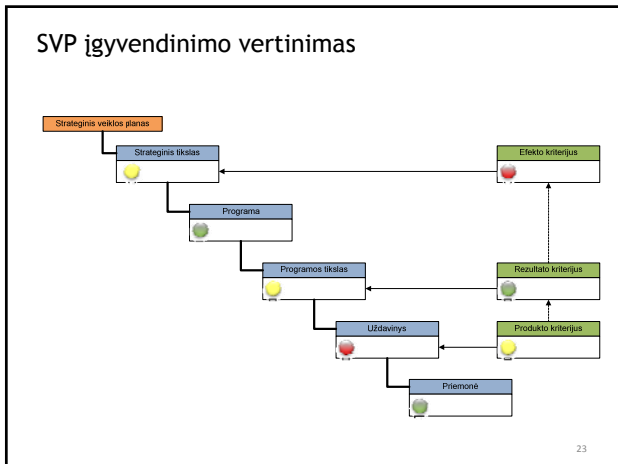 SVP įgyvendinimo vertinimas
Strateginis veiklos planas
Strateginis tikslas
Efekto kriterijus
Programa
Programos tikslas
Rezultato kriterijus
Uždavinys
Produkto kriterijus
Priemonė
23